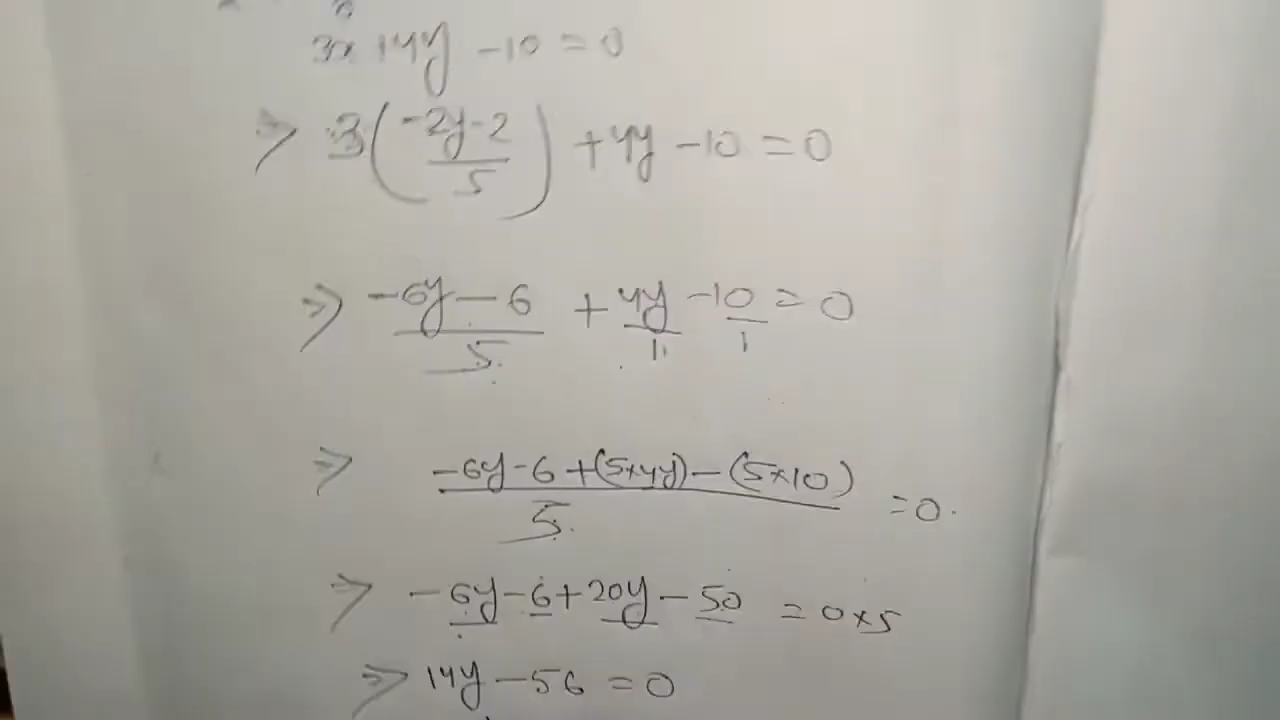 3x + 4y - 10 = 0
⇒ 3(-2y-2/5) + 4y - 10 = 0
⇒ -6y - 6/5 + 4y/1 - 10/1 = 0
⇒ -6y-6+(5×4y)-(5×10)/5 = 0.
⇒ -6y-6+20y-50 = 0×5
⇒ 14y - 56 = 0